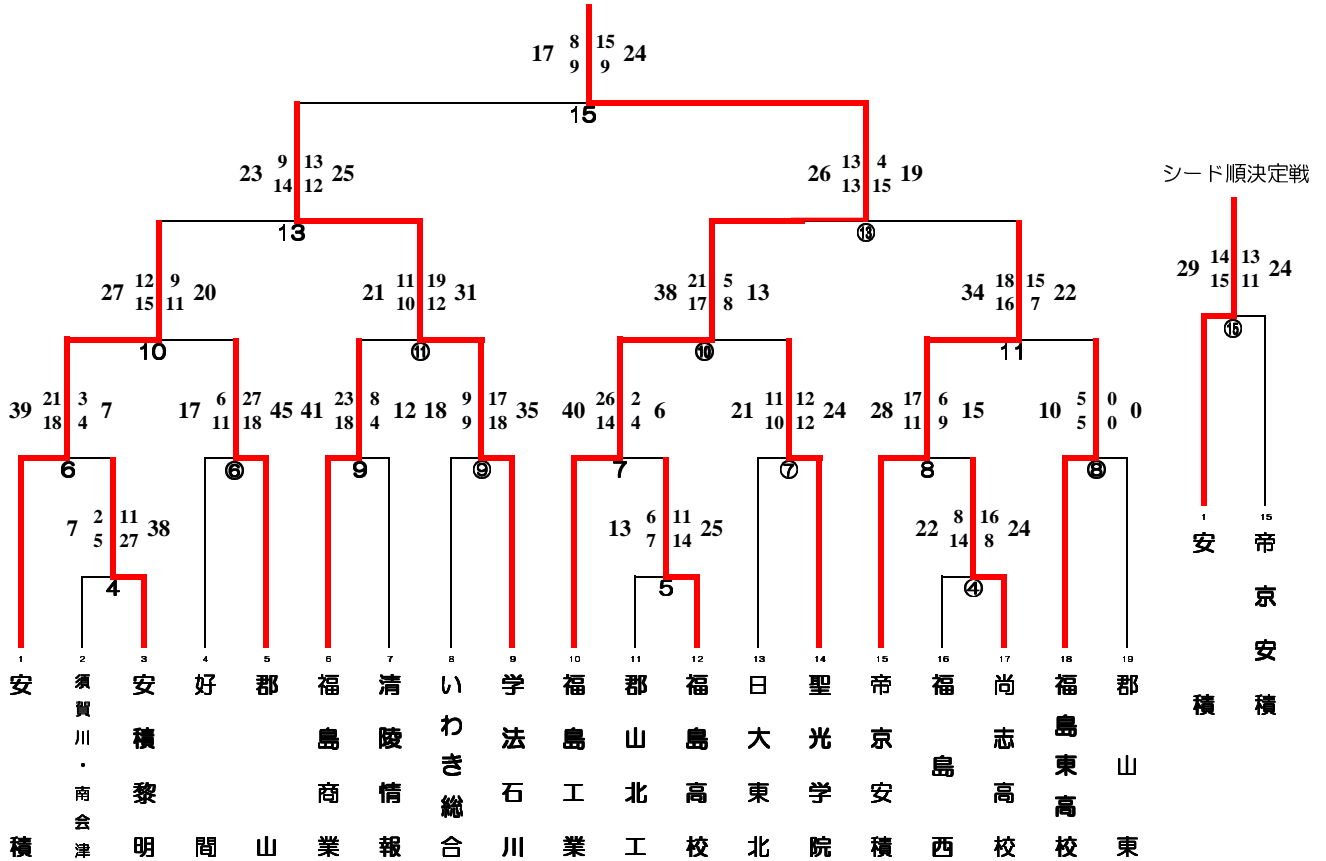 17 8 15 24
9 9
15
23 9 13 25
14 12
26 13 4 19
13 15
シード順決定戦
13
⑬
29 14 13 24
15 11
27 12 9 20
15 11
21 11 19 31
10 12
38 21 5 13
17 8
34 18 15 22
16 7
⑮
10
⑪
⑩
11
39 21 3 7
18 4
17 6 27 45
11 18
41 23 8 12
18 4
18 9 17 35
9 18
40 26 2 6
14 4
21 11 12 24
10 12
28 17 6 15
11 9
10 5 0 0
5 0
6
⑥
9
⑨
7
⑦
8
⑧
7 2 11 38
5 27
13 6 11 25
7 14
22 8 16 24
14 8
4
5
④
1 安積
15 帝京安積
1 安積
2 須賀川・南会津
3 安積黎明
4 好間
5 郡山
6 福島商業
7 清陵情報
8 いわき総合
9 学法石川
10 福島工業
11 郡山北工
12 福島高校
13 日大東北
14 聖光学院
15 帝京安積
16 福島西
17 尚志高校
18 福島東高校
19 郡山東